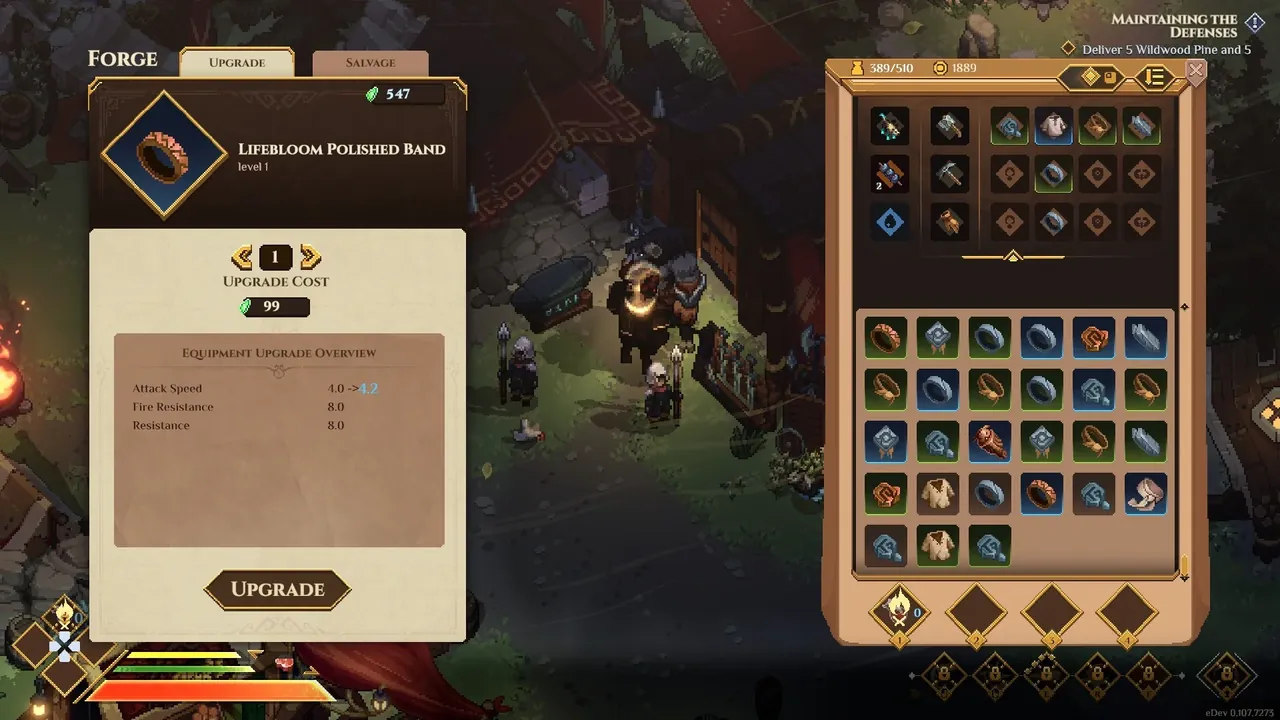 FORGE
UPGRADE
SALVAGE
547
LIFEBLOOM POLISHED BAND
level 1
1
UPGRADE COST
99
EQUIPMENT UPGRADE OVERVIEW
Attack Speed 4.0 ->4.2
Fire Resistance 8.0
Resistance 8.0
UPGRADE
0
MAINTAINING THE
DEFENSES
Deliver 5 Wildwood Pine and 5
389/510
1889
2
0
1
2
3
4
eDev 0.107.7273